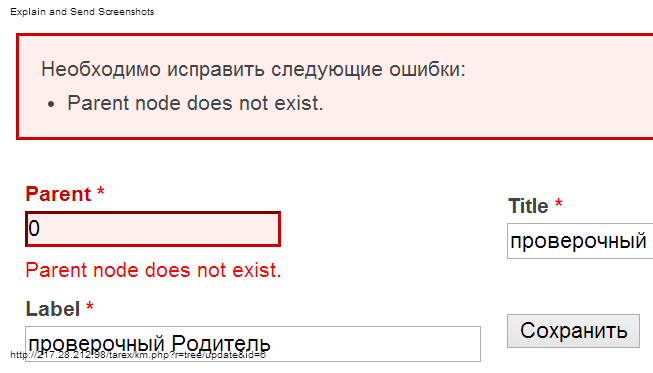 Explain and Send Screenshots
Необходимо исправить следующие ошибки:
• Parent node does not exist.
Parent *
0
Parent node does not exist.
Title *
проверочный
Label *
проверочный Родитель
Сохранить
http://217.28.212.98/tarex/km.php?r=tree/update&id=6